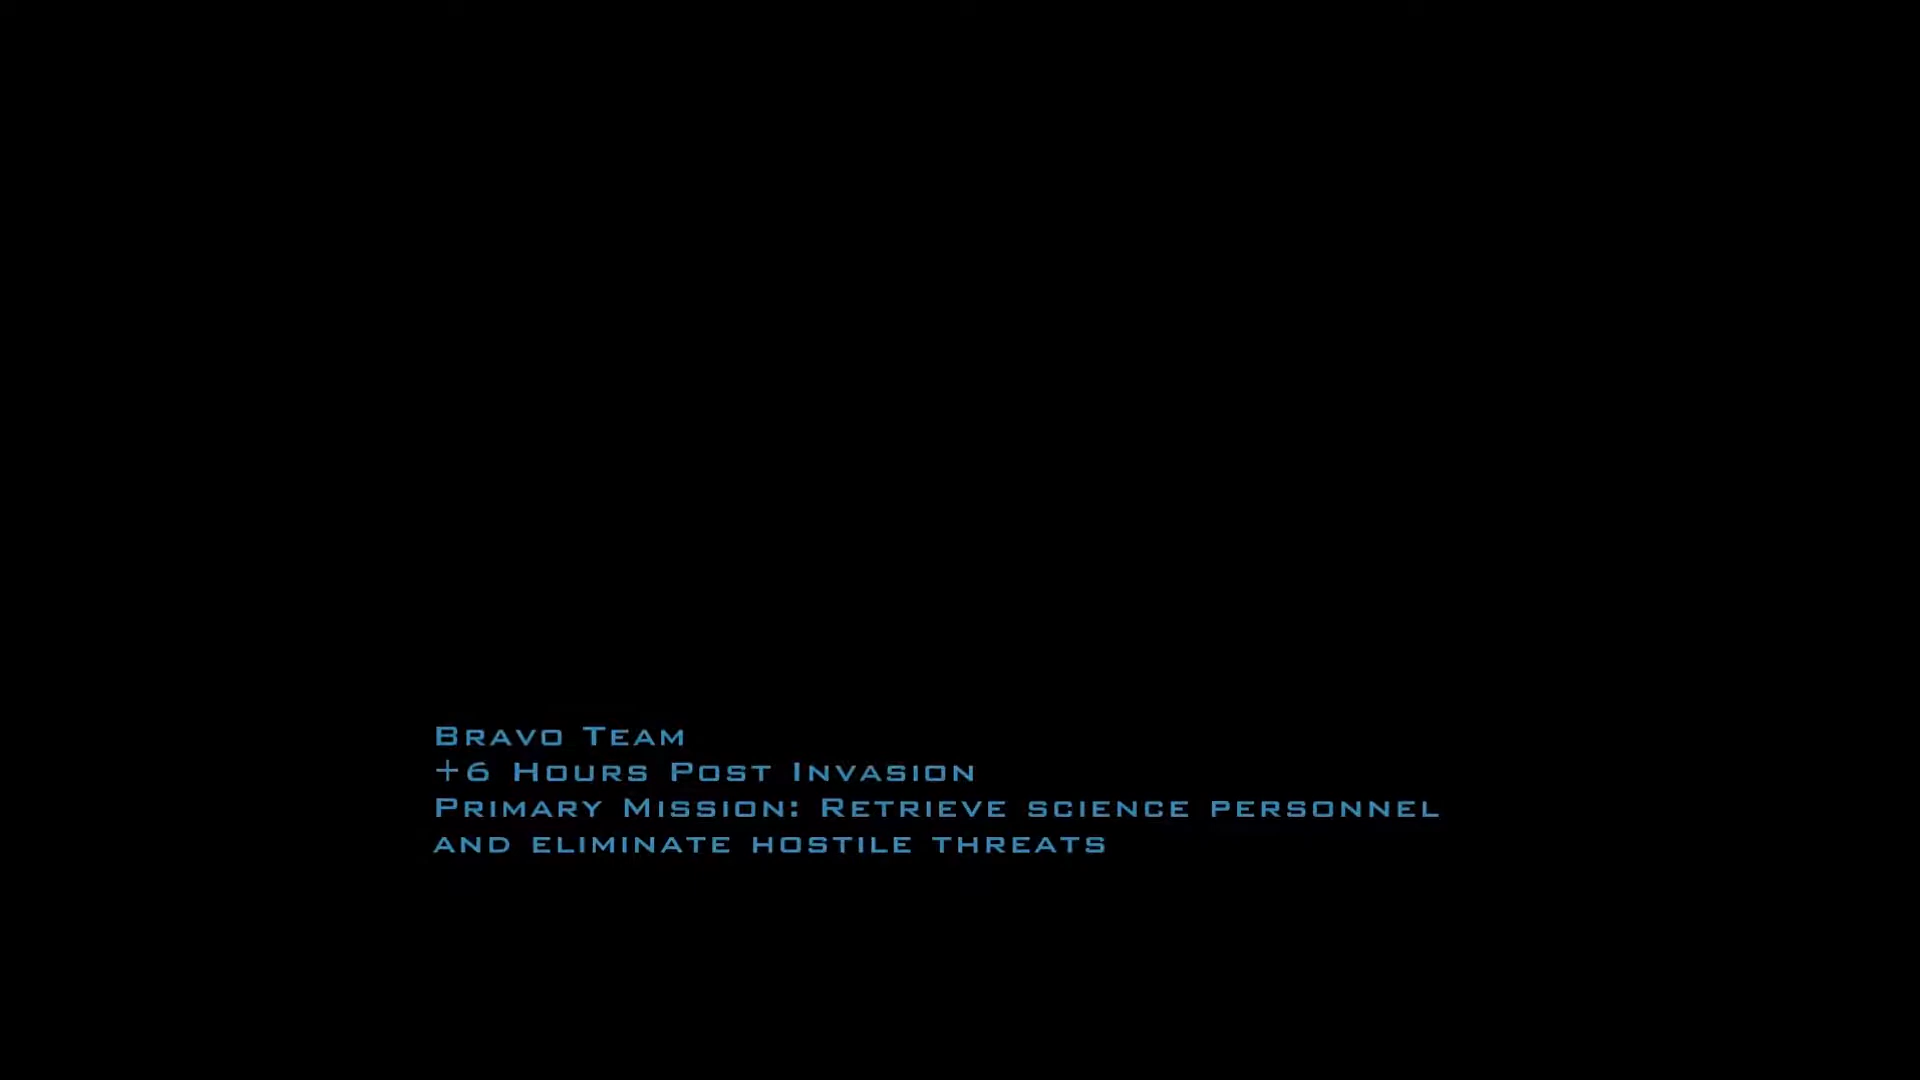 Bravo Team
+6 Hours Post Invasion
Primary Mission: Retrieve science personnel
and eliminate hostile threats